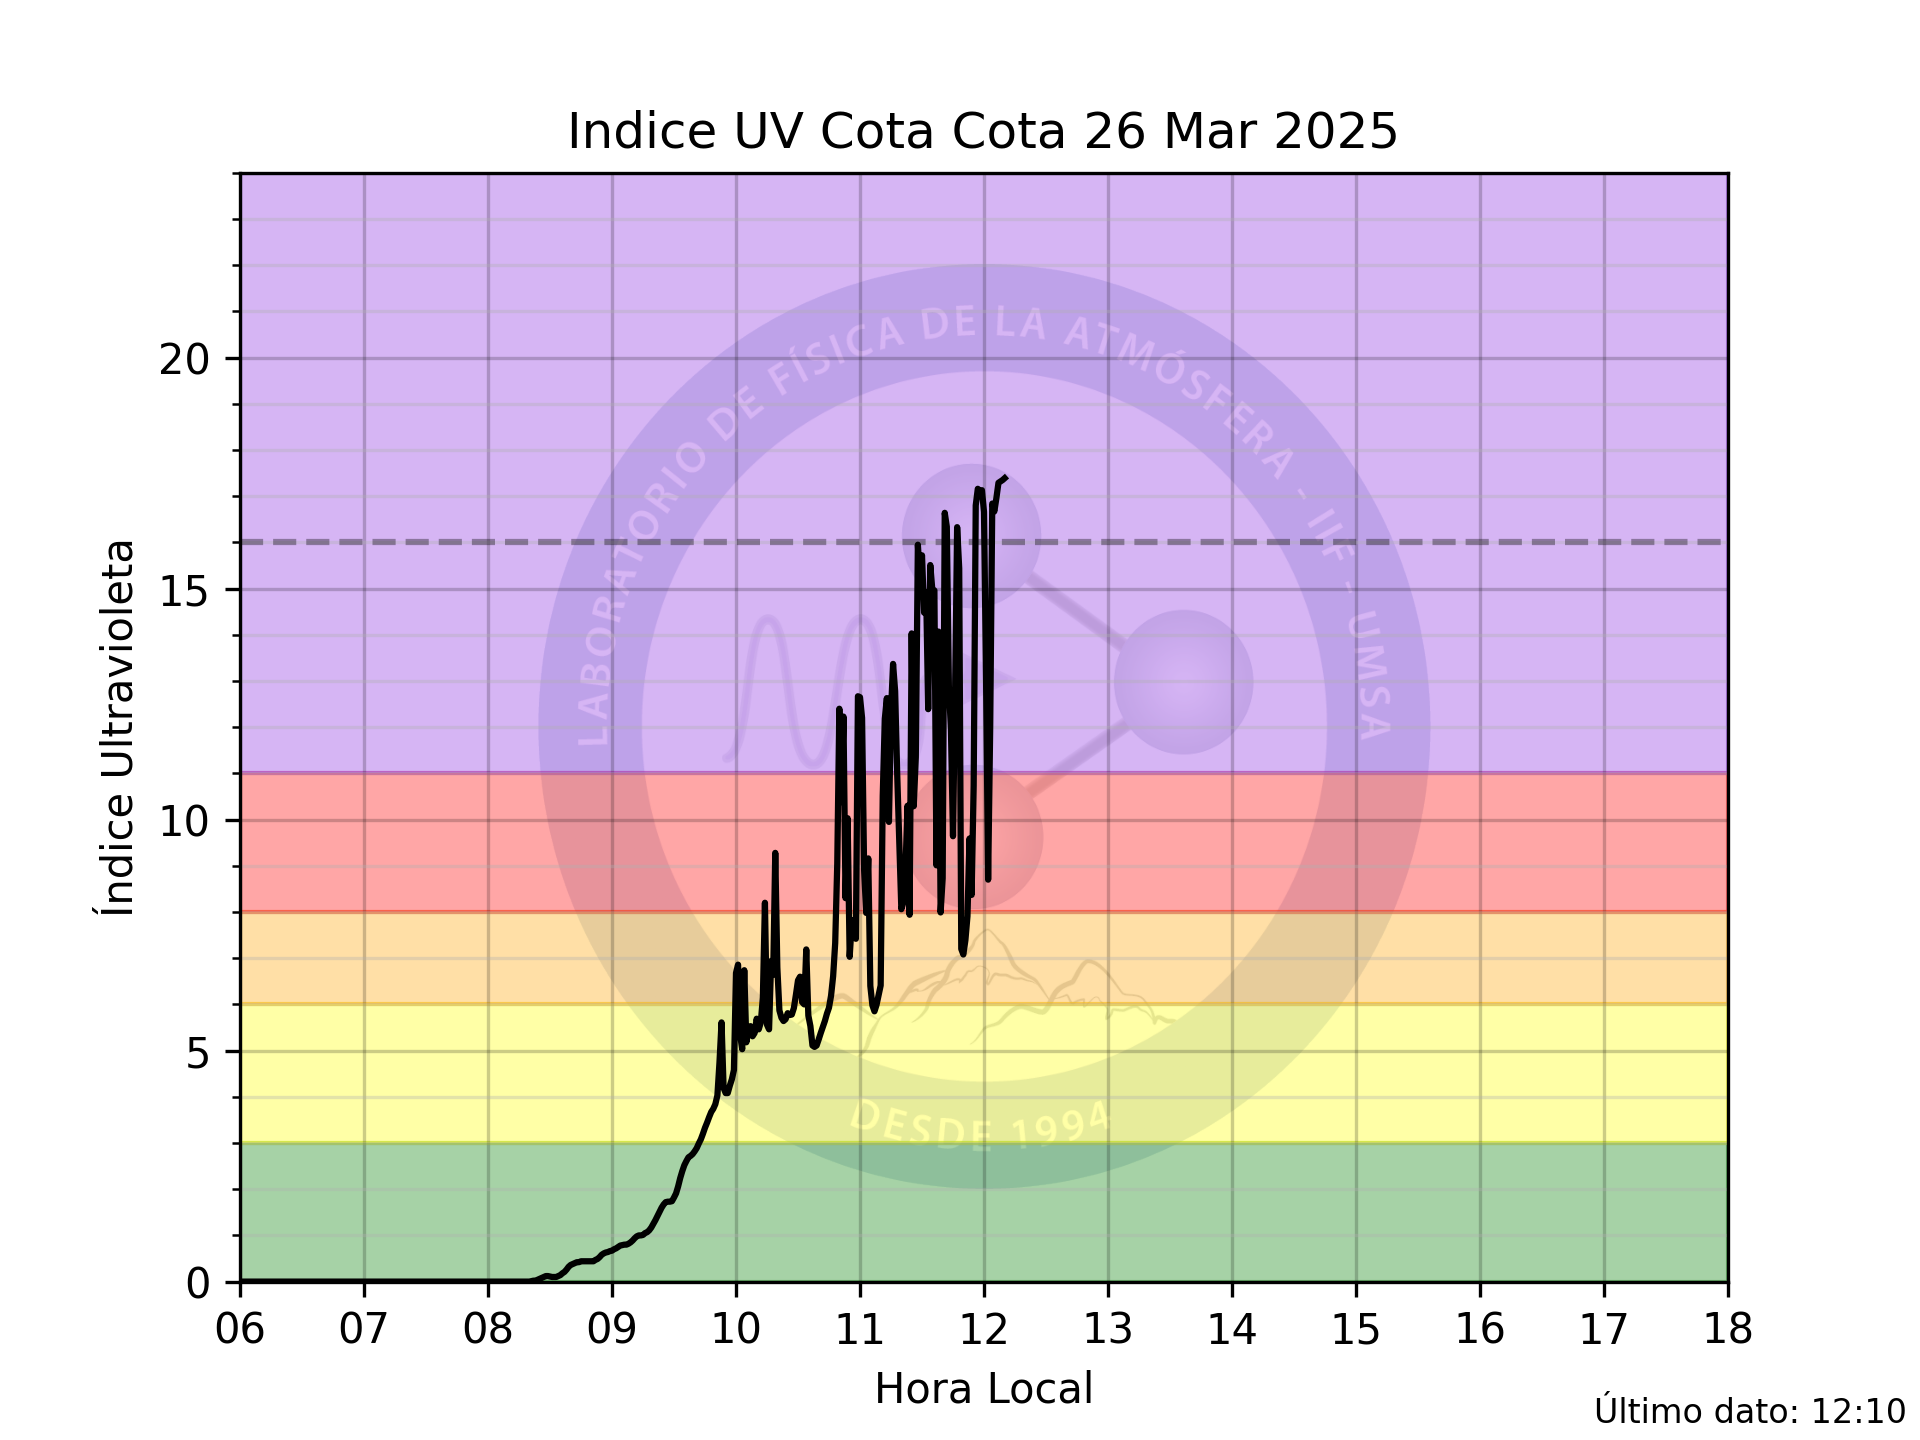 Indice UV Cota Cota 26 Mar 2025
Índice Ultravioleta
20
15
10
5
0
LABORATORIO DE FÍSICA DE LA ATMÓSFERA - IIF - UMSA
DESDE 1994
06 07 08 09 10 11 12 13 14 15 16 17 18
Hora Local
Último dato: 12:10